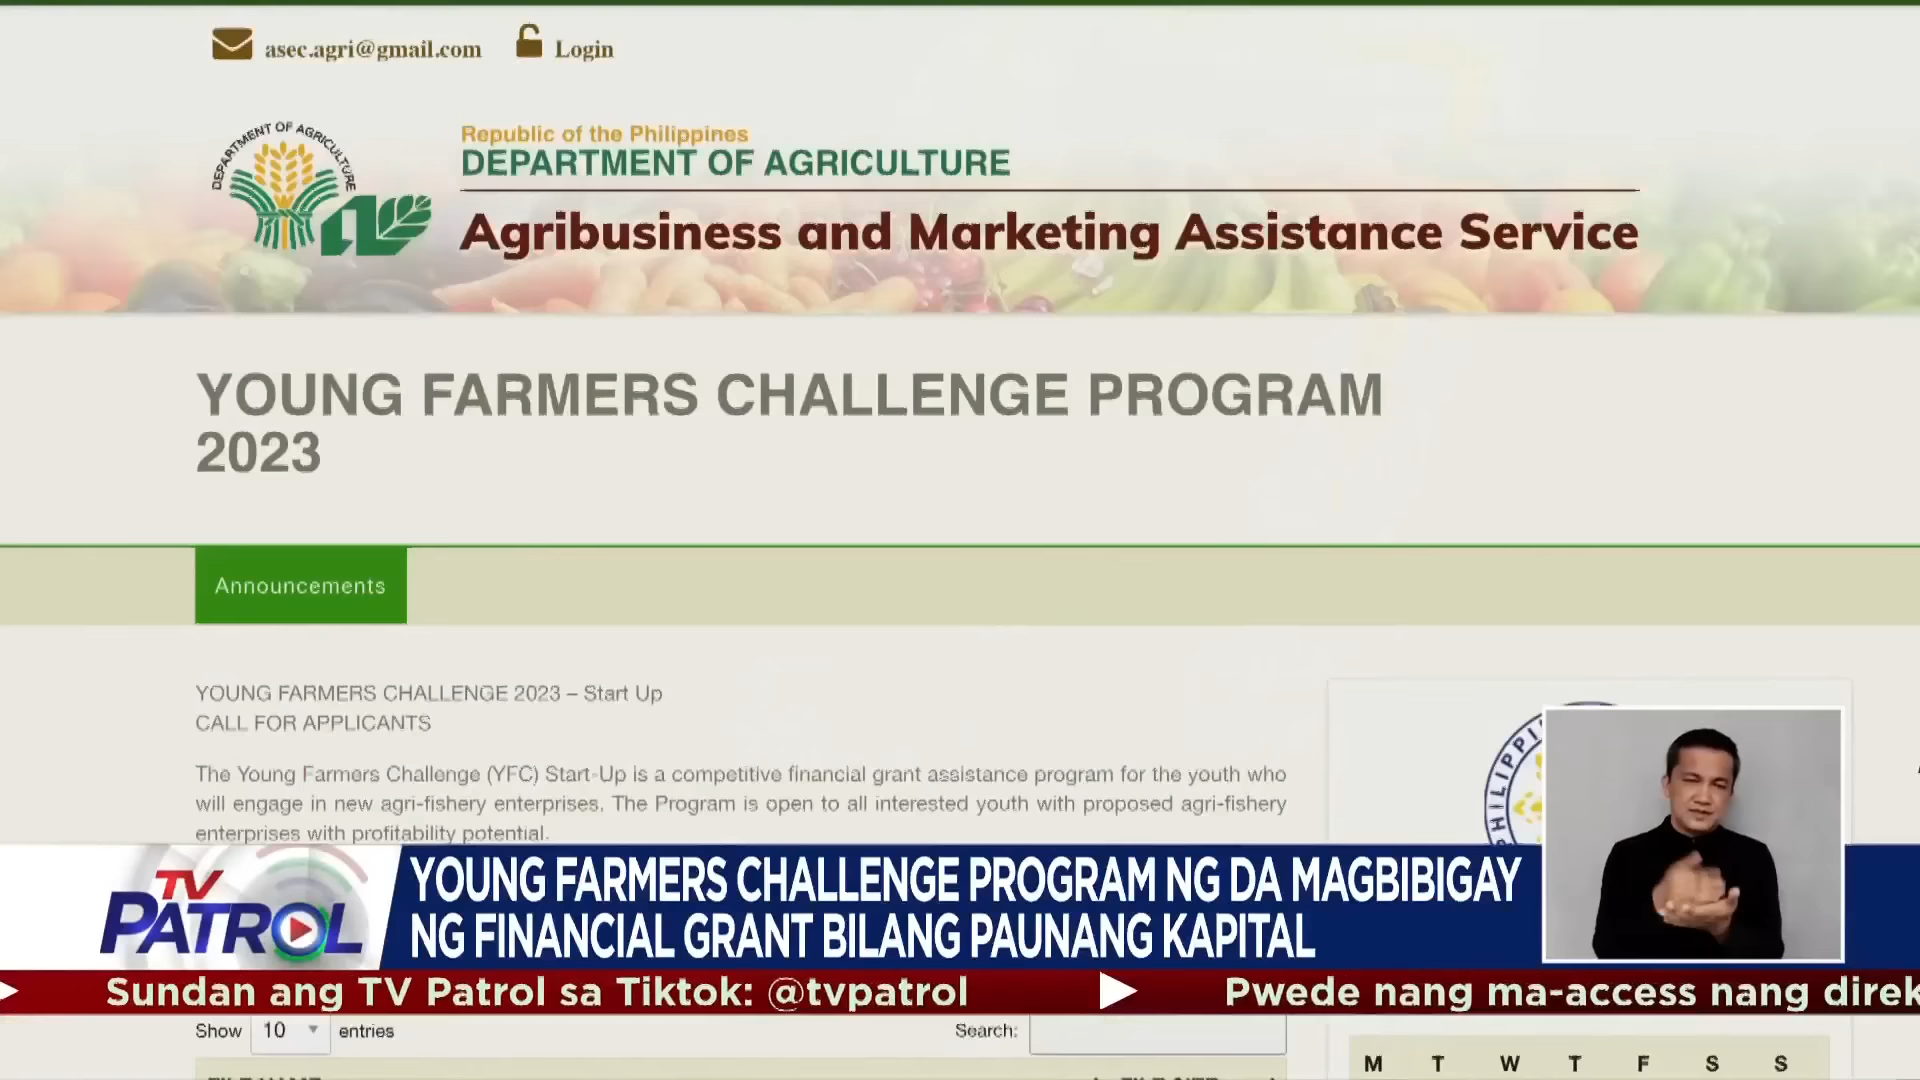 asec.agri@gmail.com Login
DEPARTMENT OF AGRICULTURE
Republic of the Philippines
DEPARTMENT OF AGRICULTURE
Agribusiness and Marketing Assistance Service
YOUNG FARMERS CHALLENGE PROGRAM
2023
Announcements
YOUNG FARMERS CHALLENGE 2023 – Start Up
CALL FOR APPLICANTS
The Young Farmers Challenge (YFC) Start-Up is a competitive financial grant assistance program for the youth who
will engage in new agri-fishery enterprises. The Program is open to all interested youth with proposed agri-fishery
enterprises with profitability potential.
TV
PATROL
YOUNG FARMERS CHALLENGE PROGRAM NG DA MAGBIBIGAY
NG FINANCIAL GRANT BILANG PAUNANG KAPITAL
Sundan ang TV Patrol sa Tiktok: @tvpatrol Pwede nang ma-access nang direk
Show 10 entries Search:
M T W T F S S